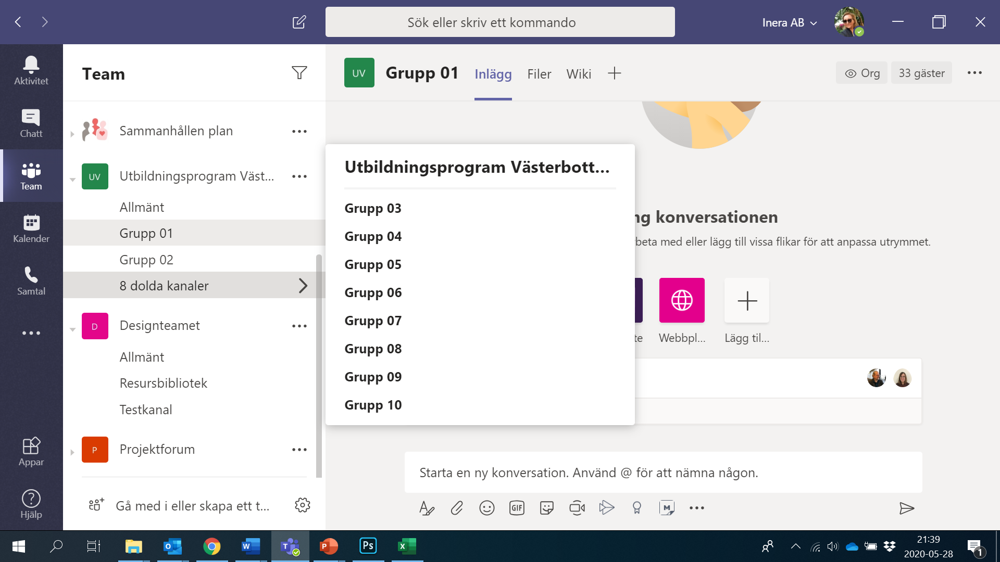 Sök eller skriv ett kommando
Inera AB
Aktivitet
Chatt
Team
Kalender
Samtal
Appar
Hjälp
Team
Sammanhållen plan
UV
Utbildningsprogram Väst...
Allmänt
Grupp 01
Grupp 02
8 dolda kanaler
D
Designteamet
Allmänt
Resursbibliotek
Testkanal
P
Projektforum
Gå med i eller skapa ett t...
UV
Grupp 01
Inlägg
Filer
Wiki
Org
33 gäster
Utbildningsprogram Västerbott...
Grupp 03
Grupp 04
Grupp 05
Grupp 06
Grupp 07
Grupp 08
Grupp 09
Grupp 10
ng konversationen
beta med eller lägg till vissa flikar för att anpassa utrymmet.
te
Webbpl...
Lägg til...
Starta en ny konversation. Använd @ för att nämna någon.
GIF
M
O
W
T
P
Ps
X
21:39
2020-05-28
1